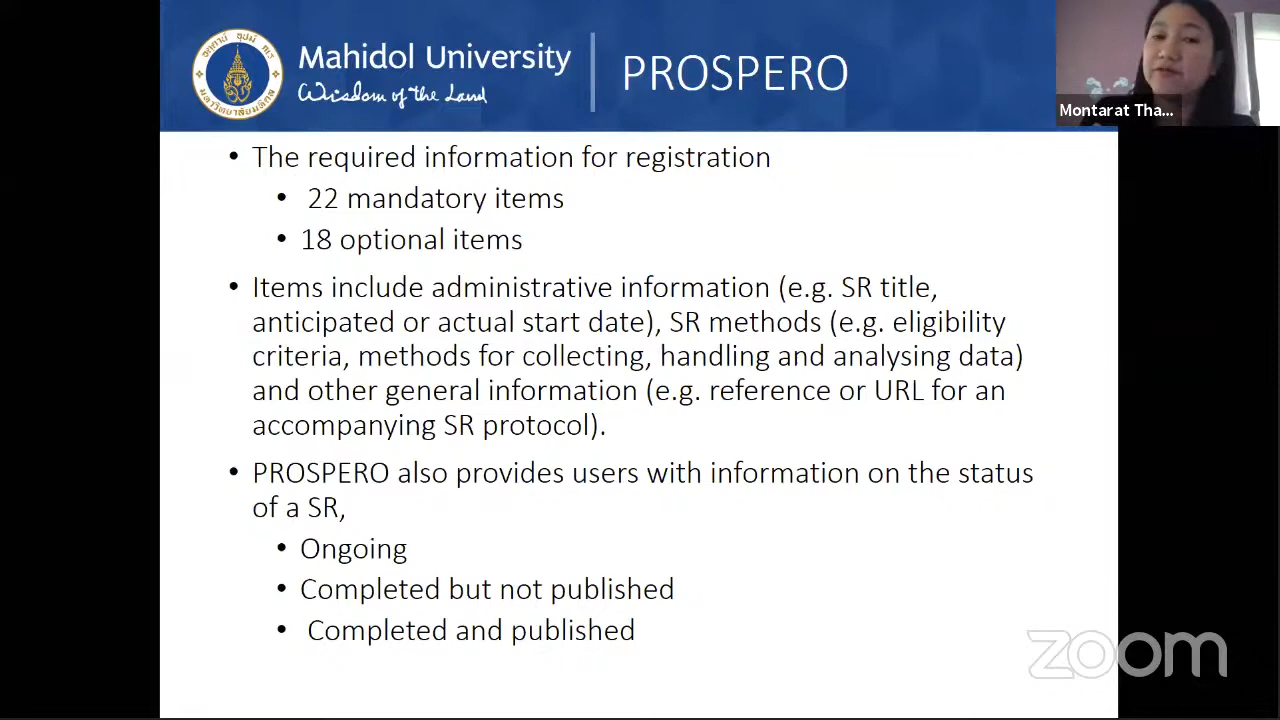 Mahidol University
Wisdom of the Land
PROSPERO
Montarat Tha...
• The required information for registration
• 22 mandatory items
• 18 optional items
• Items include administrative information (e.g. SR title,
anticipated or actual start date), SR methods (e.g. eligibility
criteria, methods for collecting, handling and analysing data)
and other general information (e.g. reference or URL for an
accompanying SR protocol).
• PROSPERO also provides users with information on the status
of a SR,
• Ongoing
• Completed but not published
• Completed and published
zoom